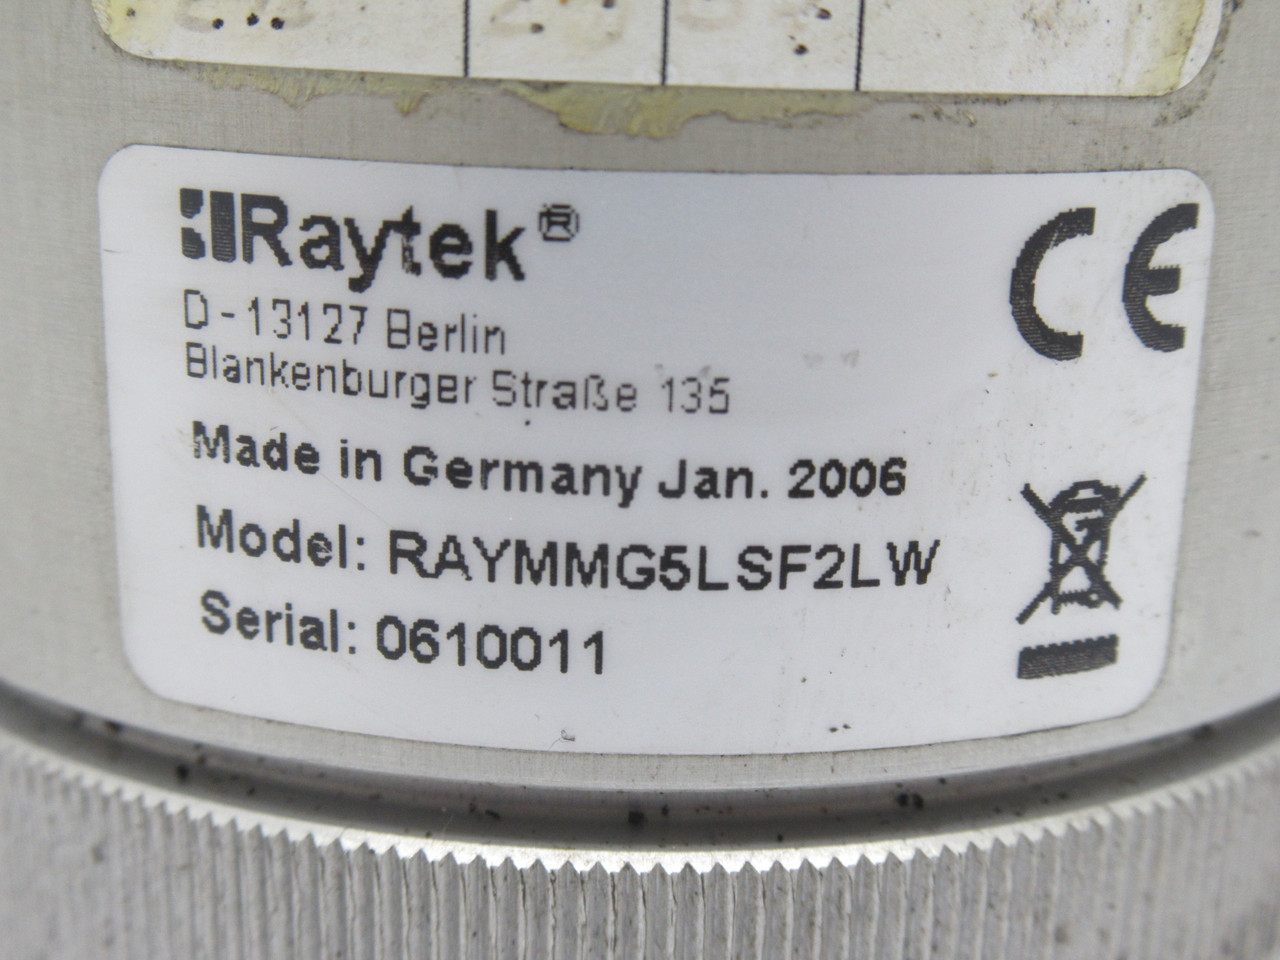 Raytek®
D-13127 Berlin
Blankenburger Straße 135
Made in Germany Jan. 2006
Model: RAYMMG5LSF2LW
Serial: 0610011
CE